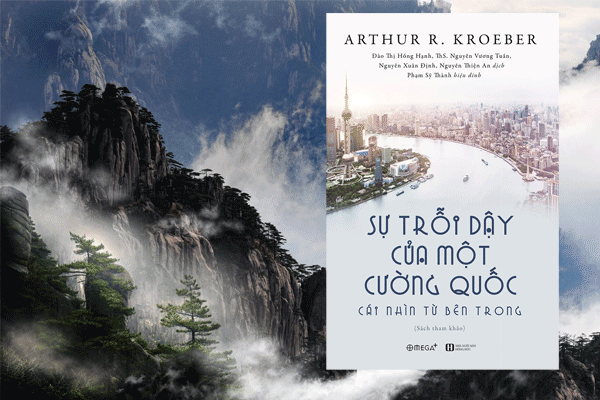 ARTHUR R. KROEBER
Đào Thị Hồng Hạnh, ThS. Nguyễn Vương Tuấn,
Nguyễn Xuân Định, Nguyễn Thiện An dịch
Phạm Sỹ Thành hiệu đính
SỰ TRỖI DẬY
CỦA MỘT
CƯỜNG QUỐC
CÁI NHÌN TỪ BÊN TRONG
(Sách tham khảo)
OMEGA+